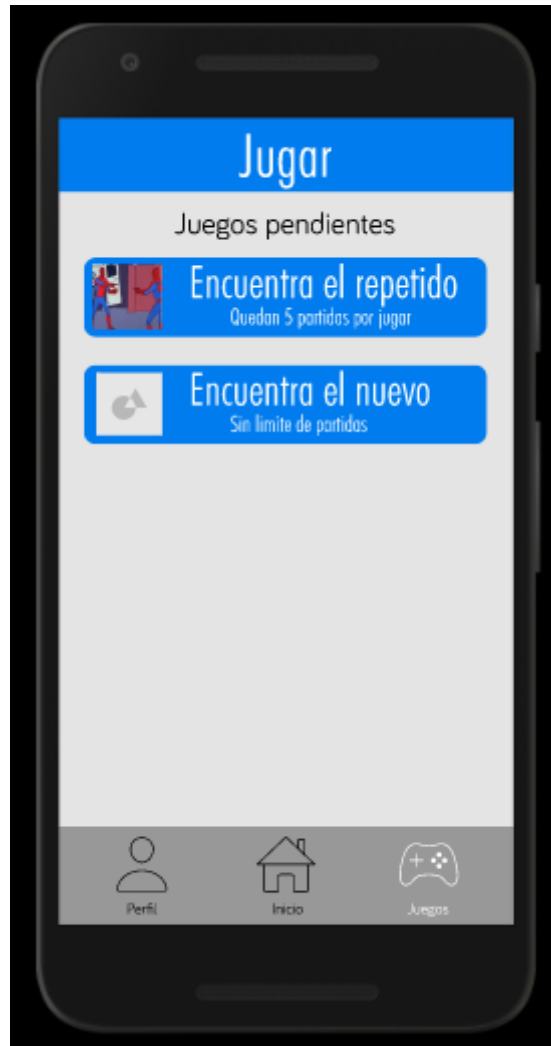 Jugar
Juegos pendientes
Encuentra el repetido
Quedan 5 partidas por jugar
Encuentra el nuevo
Sin limite de partidas
Perfil
Inicio
Juegos